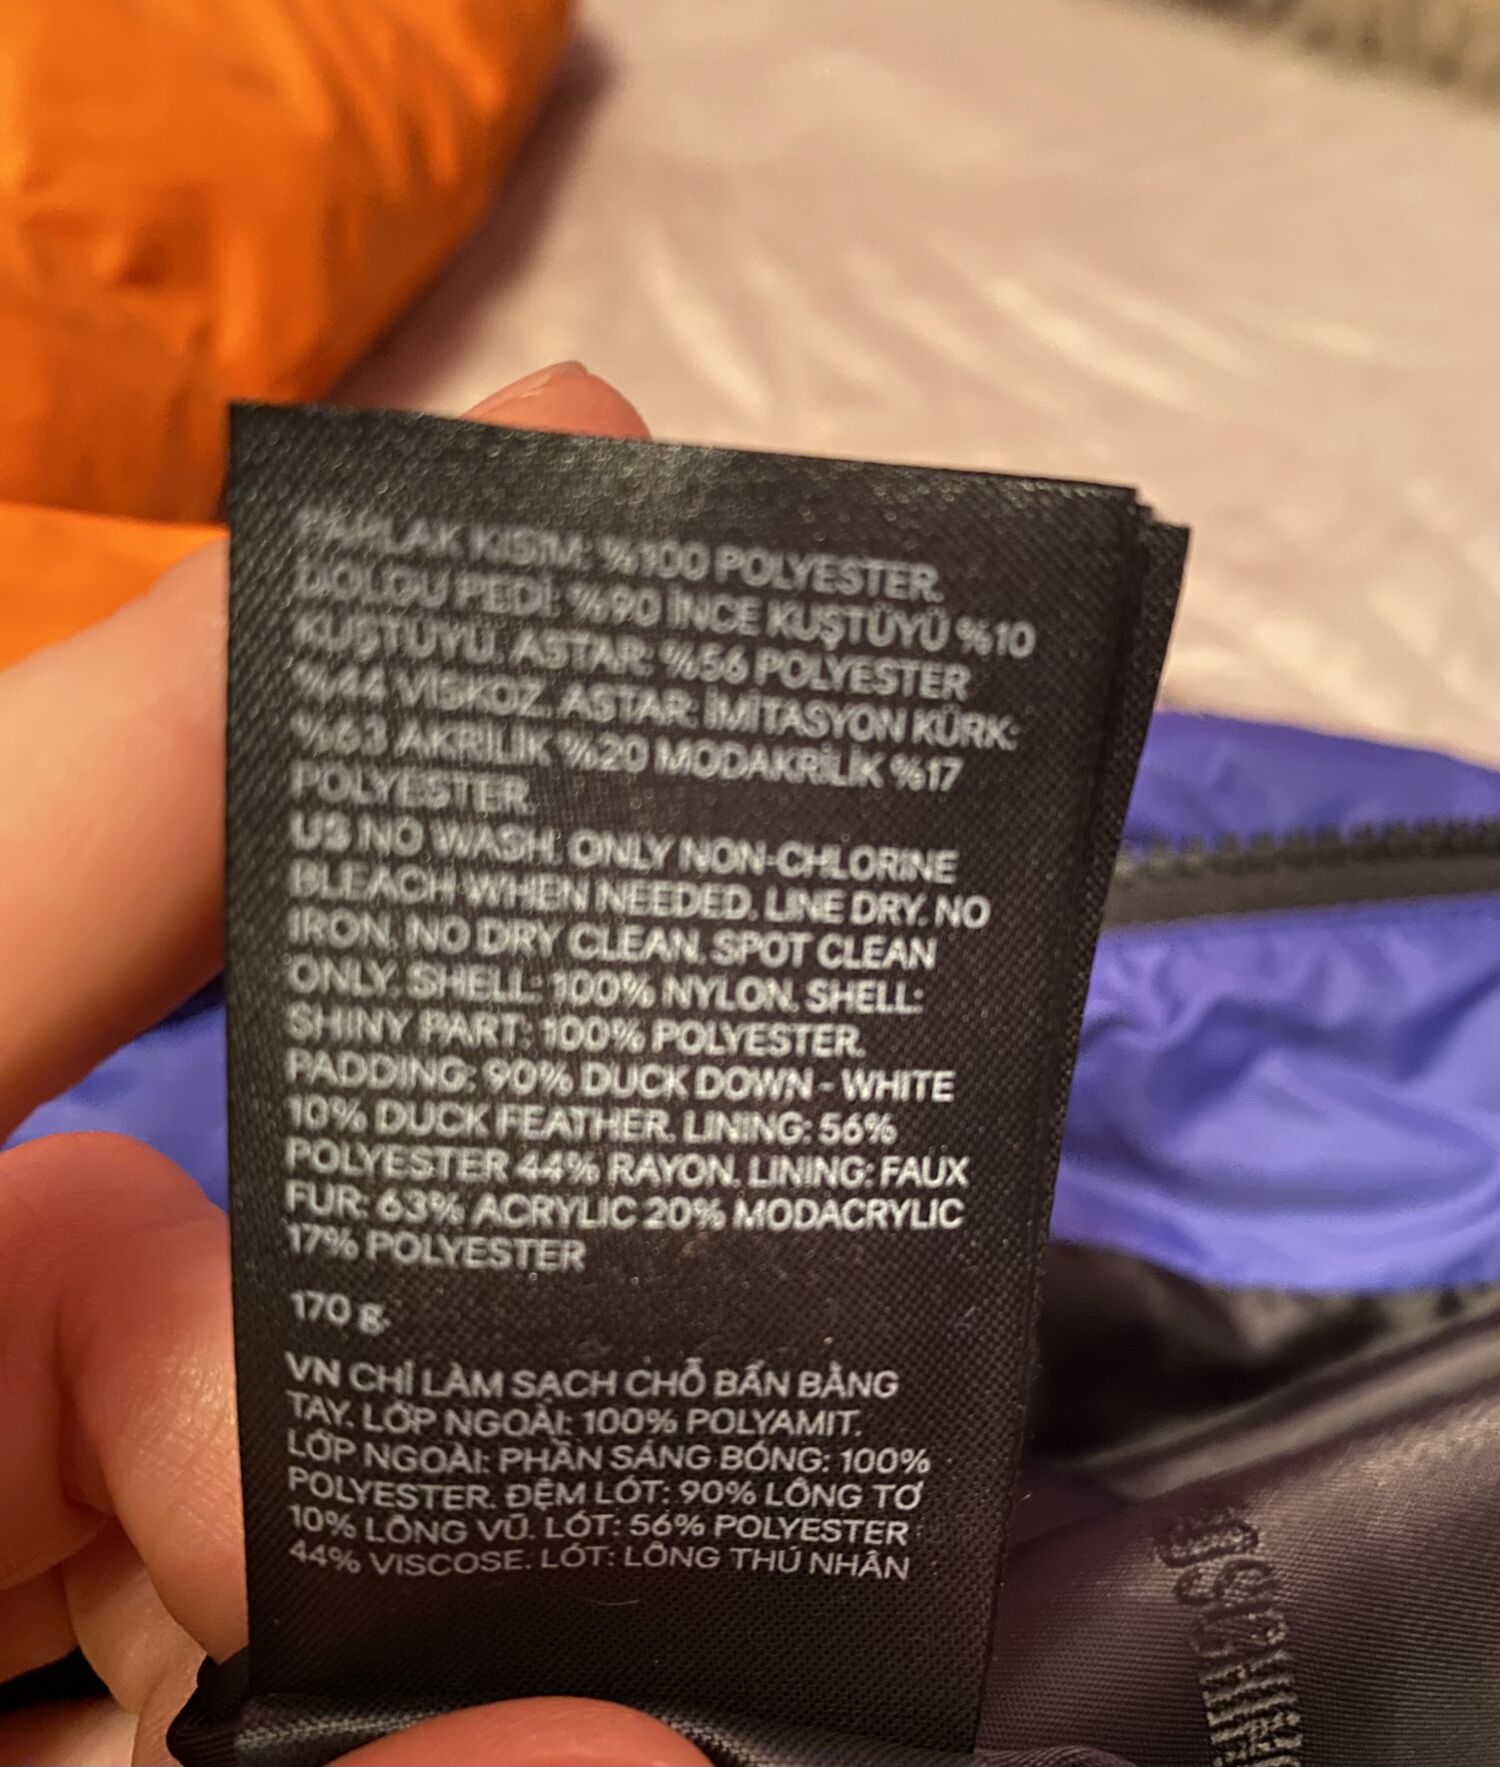 PARLAK KISIM: %100 POLYESTER.
DOLGU PEDİ: %90 İNCE KUŞTÜYÜ %10
KUŞTÜYÜ. ASTAR: %56 POLYESTER
%44 VISKOZ. ASTAR: İMİTASYON KÜRK:
%63 AKRİLİK %20 MODAKRİLİK %17
POLYESTER.
US NO WASH. ONLY NON-CHLORINE
BLEACH WHEN NEEDED. LINE DRY. NO
IRON. NO DRY CLEAN. SPOT CLEAN
ONLY. SHELL: 100% NYLON. SHELL:
SHINY PART: 100% POLYESTER.
PADDING: 90% DUCK DOWN - WHITE
10% DUCK FEATHER. LINING: 56%
POLYESTER 44% RAYON. LINING: FAUX
FUR: 63% ACRYLIC 20% MODACRYLIC
17% POLYESTER
170 g.
VN CHỈ LÀM SẠCH CHỖ BẨN BẰNG
TAY. LỚP NGOÀI: 100% POLYAMIT.
LỚP NGOÀI: PHẦN SÁNG BÓNG: 100%
POLYESTER. ĐỆM LÓT: 90% LÔNG TƠ
10% LÔNG VŨ. LÓT: 56% POLYESTER
44% VISCOSE. LÓT: LÔNG THÚ NHÂN